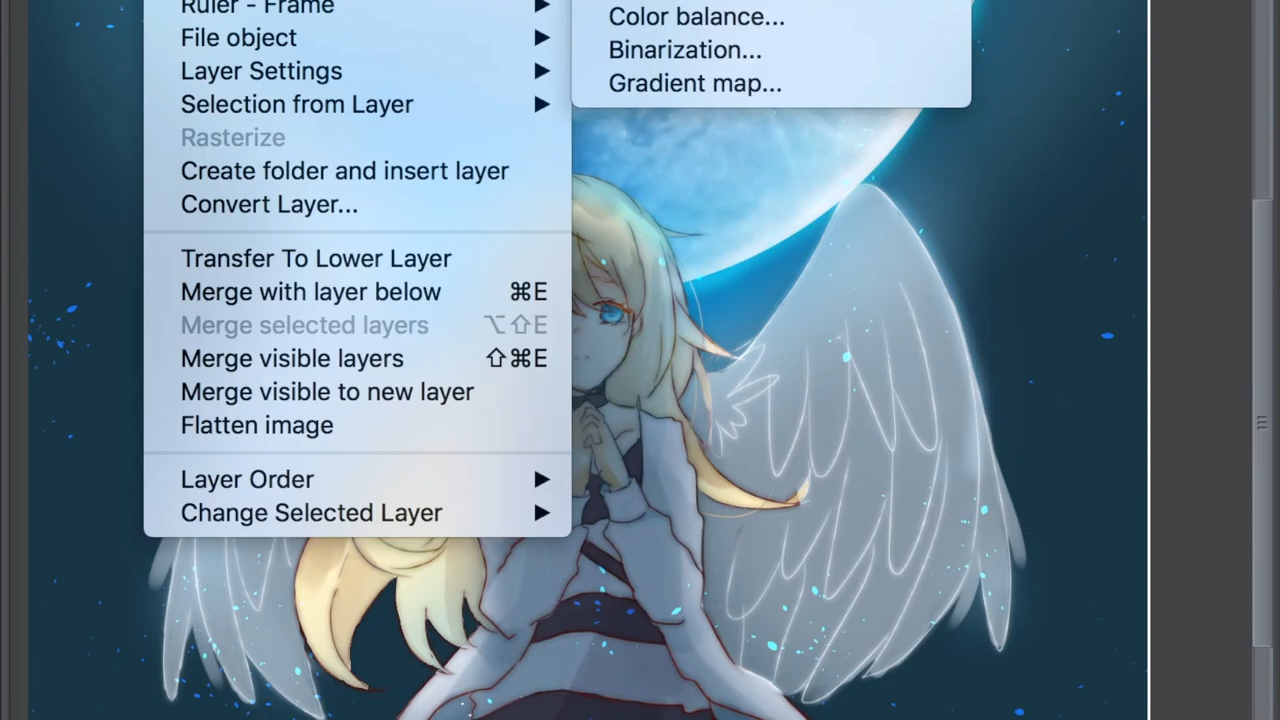 Ruler - Frame
File object
Layer Settings
Selection from Layer
Rasterize
Create folder and insert layer
Convert Layer...
Transfer To Lower Layer
Merge with layer below ⌘E
Merge selected layers ⌥⇧E
Merge visible layers ⇧⌘E
Merge visible to new layer
Flatten image
Layer Order
Change Selected Layer
Color balance...
Binarization...
Gradient map...